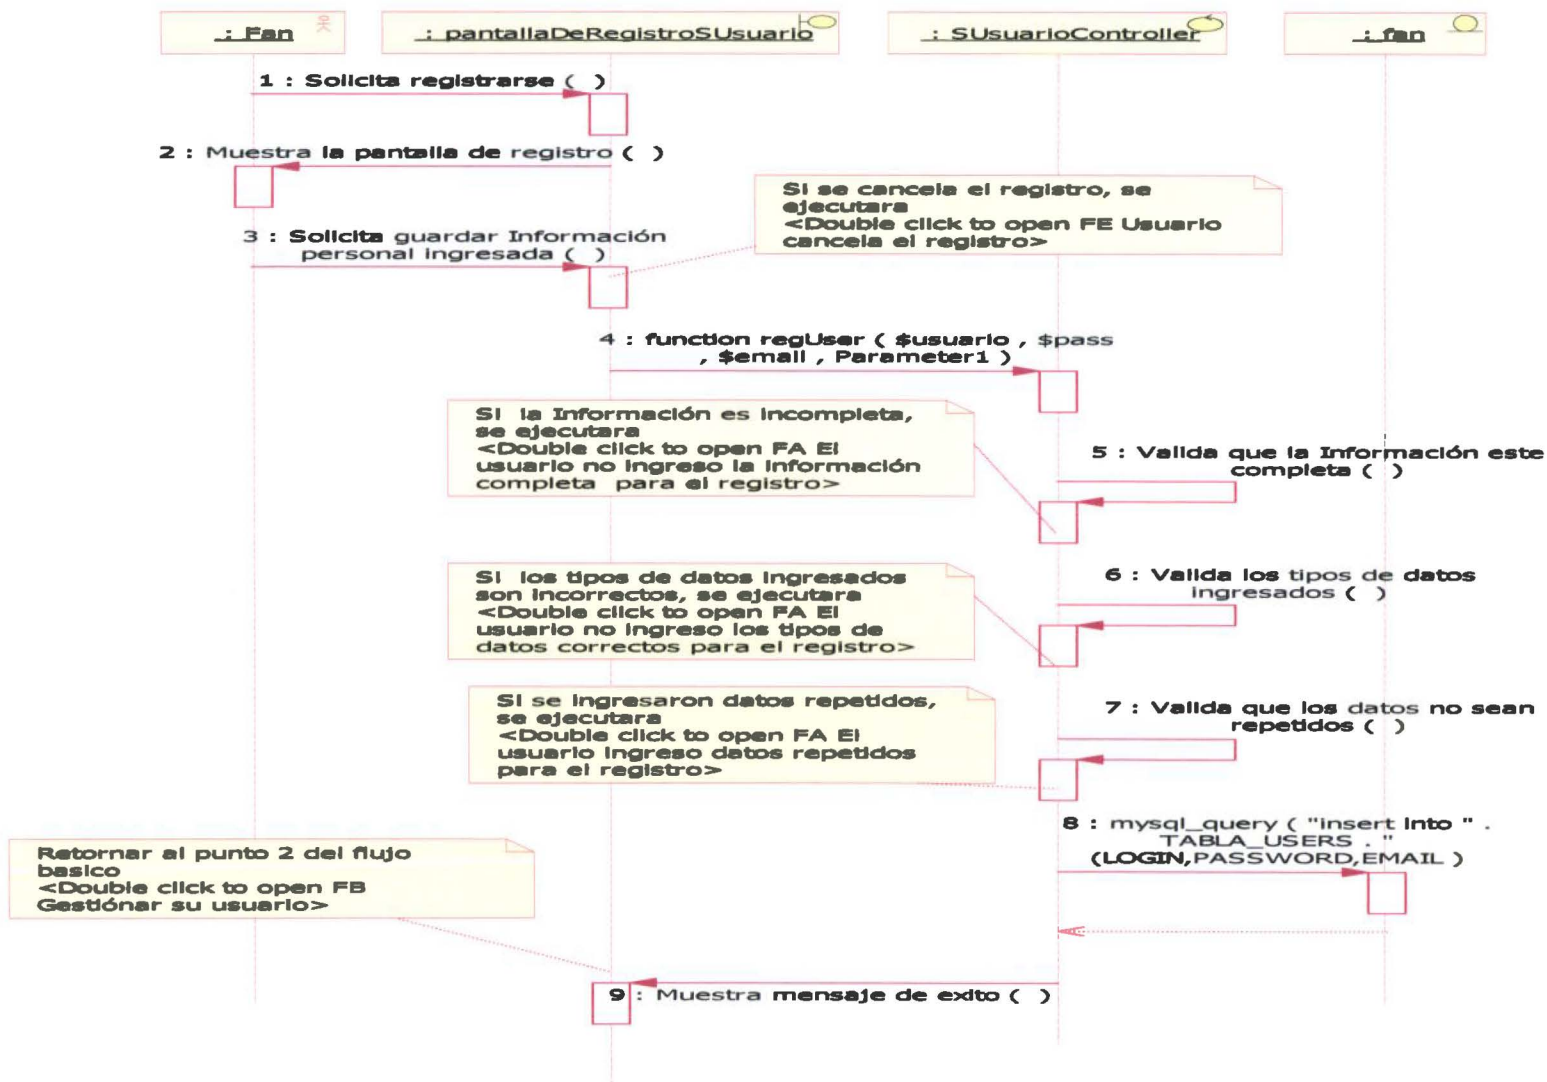 : Fan
: pantallaDeRegistroSUsuario
: SUsuarioController
: fan
1 : Solicita registrarse ( )
2 : Muestra la pantalla de registro ( )
Si se cancela el registro, se
ejecutara
<Double click to open FE Usuario
cancela el registro>
3 : Solicita guardar Información
personal ingresada ( )
4 : function regUser ( $usuario , $pass
, $email , Parameter1 )
Si la Información es incompleta,
se ejecutara
<Double click to open FA El
usuario no ingreso la información
completa para el registro>
5 : Valida que la Información este
completa ( )
Si los tipos de datos ingresados
son incorrectos, se ejecutara
<Double click to open FA El
usuario no ingreso los tipos de
datos correctos para el registro>
6 : Valida los tipos de datos
ingresados ( )
Si se ingresaron datos repetidos,
se ejecutara
<Double click to open FA El
usuario ingreso datos repetidos
para el registro>
7 : Valida que los datos no sean
repetidos ( )
8 : mysql_query ( "insert into " .
TABLA_USERS . "
(LOGIN,PASSWORD,EMAIL )
Retornar al punto 2 del flujo
basico
<Double click to open FB
Gestiónar su usuario>
9 : Muestra mensaje de exito ( )